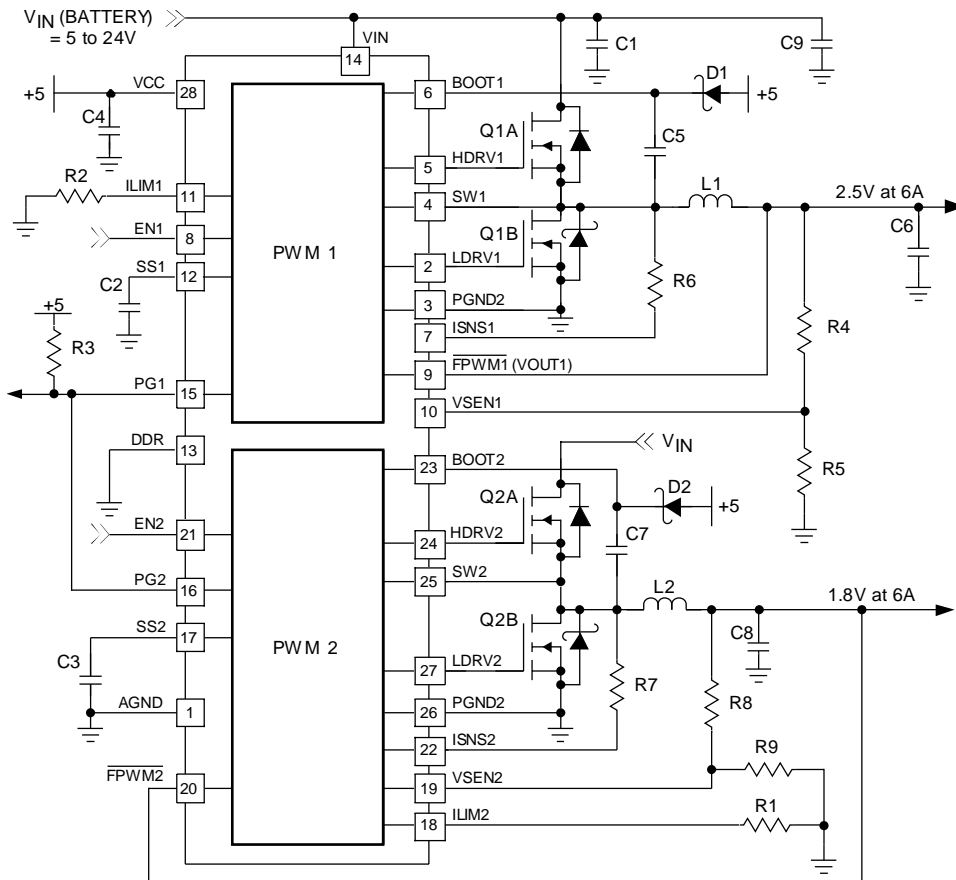 VIN (BATTERY)
= 5 to 24V
VIN
14
C1
C9
VCC
28
+5
C4
6
BOOT1
D1
+5
Q1A
C5
5
HDRV1
R2
ILIM1
11
4
SW1
L1
2.5V at 6A
EN1
8
PWM 1
Q1B
C6
SS1
12
2
LDRV1
C2
R6
3
PGND2
+5
7
ISNS1
R3
R4
9
FPWM1 (VOUT1)
PG1
15
10
VSEN1
DDR
13
VIN
23
BOOT2
R5
Q2A
D2
+5
EN2
21
C7
24
HDRV2
PG2
16
25
SW2
L2
1.8V at 6A
SS2
17
Q2B
C8
PWM 2
C3
27
LDRV2
R7
R8
AGND
1
26
PGND2
22
ISNS2
R9
FPWM2
20
19
VSEN2
R1
18
ILIM2